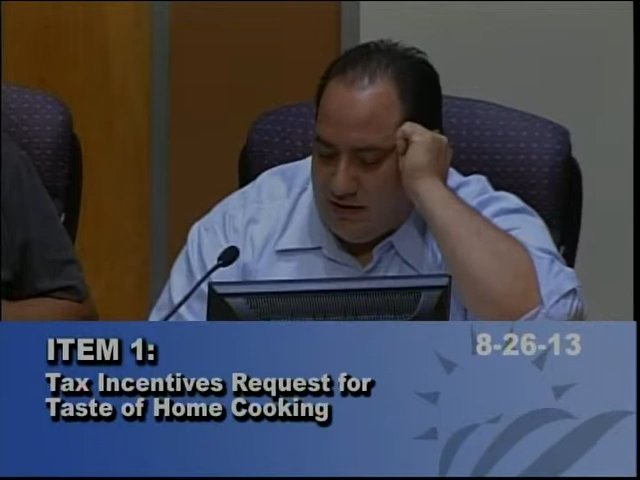 ITEM 1:
8-26-13
Tax Incentives Request for
Taste of Home Cooking